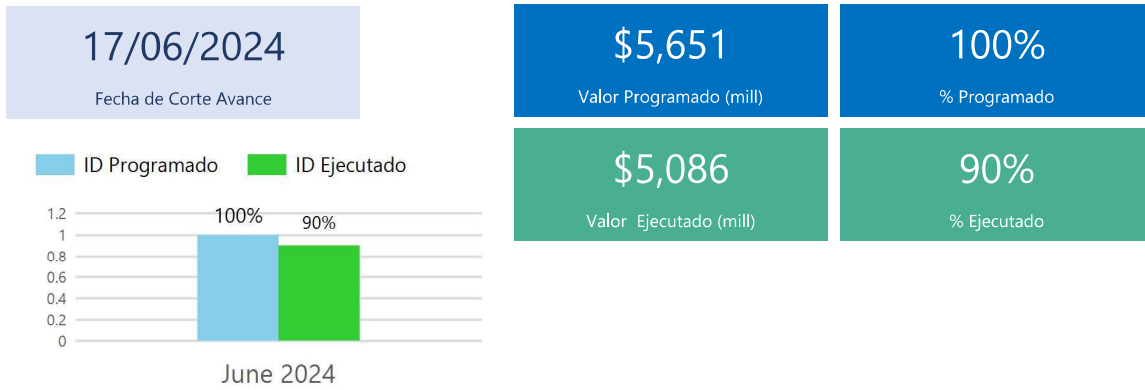 17/06/2024
Fecha de Corte Avance
$5,651
Valor Programado (mill)
100%
% Programado
$5,086
Valor Ejecutado (mill)
90%
% Ejecutado
ID Programado ID Ejecutado
1.2
1
0.8
0.6
0.4
0.2
0
100%
90%
June 2024